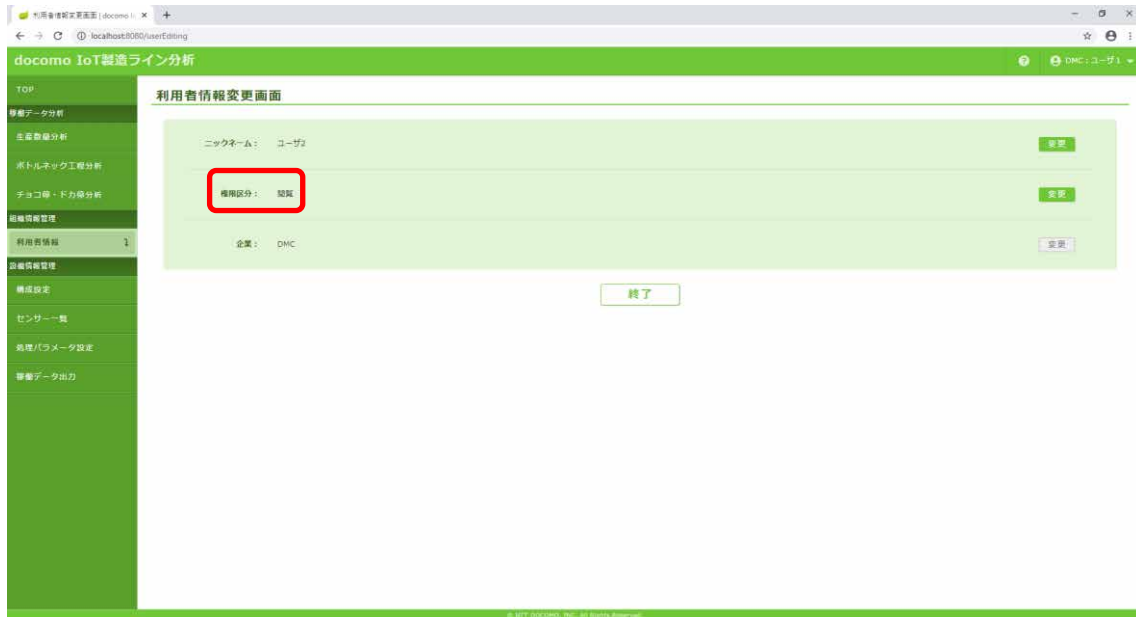 利用者情報変更画面 | docomo I
localhost:8080/userEditing
docomo IoT製造ライン分析
DMC : ユーザ1
TOP
利用者情報変更画面
稼働データ分析
生産数量分析
ニックネーム : ユーザ2 変更
ボトルネック工程分析
チョコ停・ドカ停分析
権限区分 : 閲覧 変更
組織情報管理
利用者情報
企業 : DMC 変更
設備情報管理
構成設定
終了
センサー一覧
処理パラメータ設定
稼働データ出力
© NTT DOCOMO, INC. All Rights Reserved.